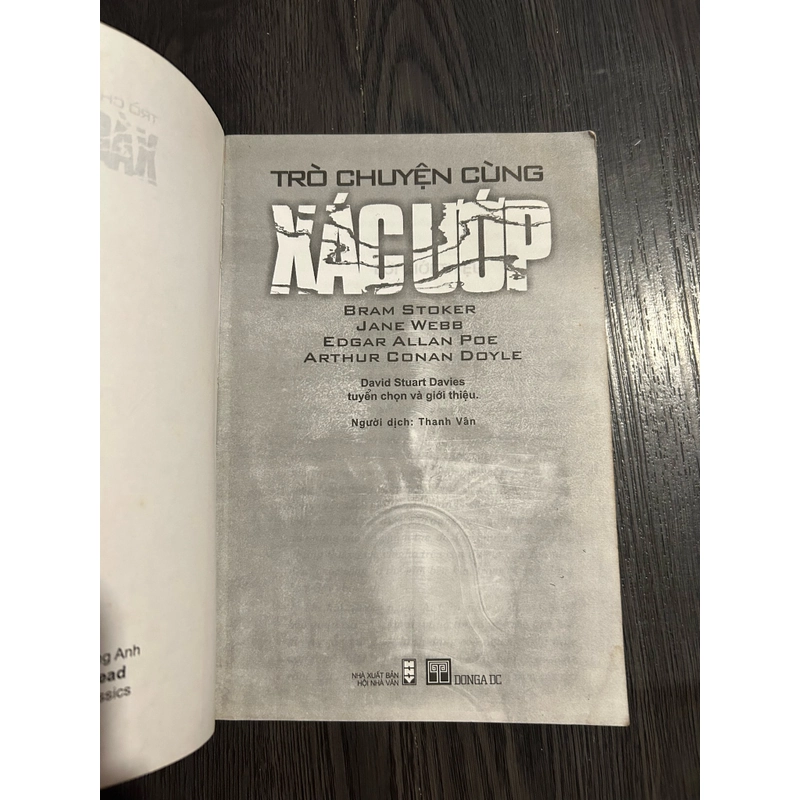 TRÒ CHUYỆN CÙNG
XÁC ƯỚP
BRAM STOKER
JANE WEBB
EDGAR ALLAN POE
ARTHUR CONAN DOYLE
David Stuart Davies
tuyển chọn và giới thiệu.
Người dịch: Thanh Vân
NHÀ XUẤT BẢN
HỘI NHÀ VĂN
DONGA DC
ng Anh
ead
ssics